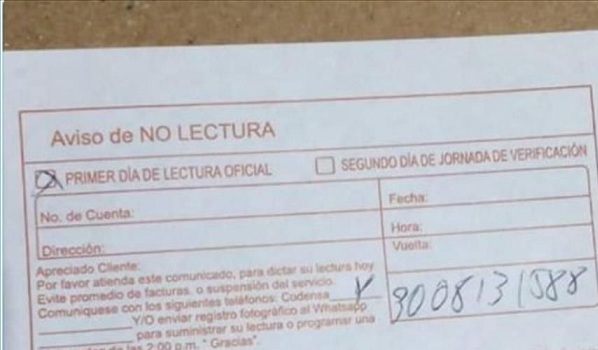 Aviso de NO LECTURA
PRIMER DÍA DE LECTURA OFICIAL
SEGUNDO DÍA DE JORNADA DE VERIFICACIÓN
No. de Cuenta:
Fecha:
Dirección:
Hora:
Vuelta:
Apreciado Cliente:
Por favor atienda este comunicado, para dictar su lectura hoy
Evite promedio de facturas, o suspensión del servicio.
Comuniquese con los siguientes teléfonos: Codensa
Y/O enviar registro fotográfico al Whatsapp
para suministrar su lectura o programar una
de las 2:00 p.m. " Gracias".